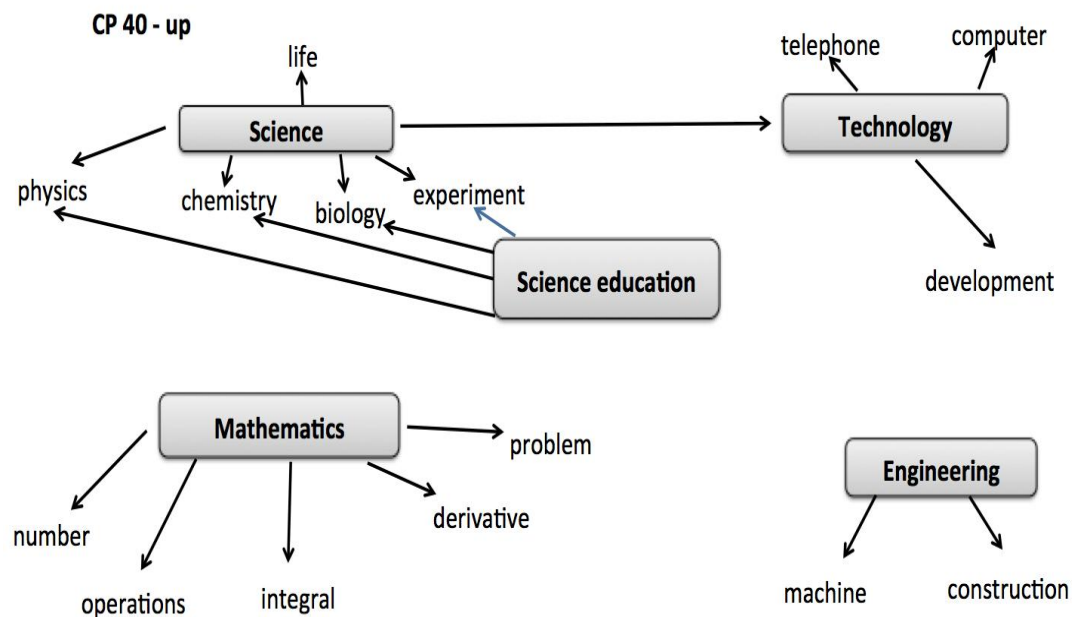 CP 40 - up
life
telephone
computer
Science
Technology
physics
chemistry
biology
experiment
Science education
development
Mathematics
problem
Engineering
number
derivative
operations
integral
machine
construction